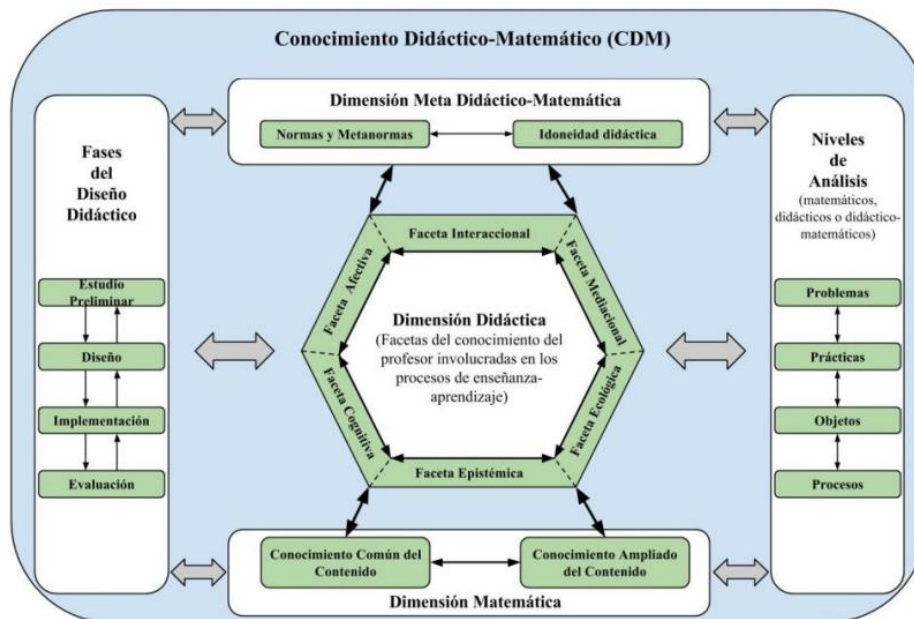 Conocimiento Didáctico-Matemático (CDM)
Fases
del
Diseño
Didáctico
Estudio
Preliminar
Diseño
Implementación
Evaluación
Dimensión Meta Didáctico-Matemática
Normas y Metanormas
Idoneidad didáctica
Faceta Interaccional
Faceta Afectiva
Faceta Mediacional
Dimensión Didáctica
(Facetas del conocimiento del
profesor involucradas en los
procesos de enseñanza-
aprendizaje)
Faceta Cognitiva
Faceta Ecológica
Faceta Epistémica
Conocimiento Común del
Contenido
Conocimiento Ampliado
del Contenido
Dimensión Matemática
Niveles
de
Análisis
(matemáticos,
didácticos o didáctico-
matemáticos)
Problemas
Prácticas
Objetos
Procesos